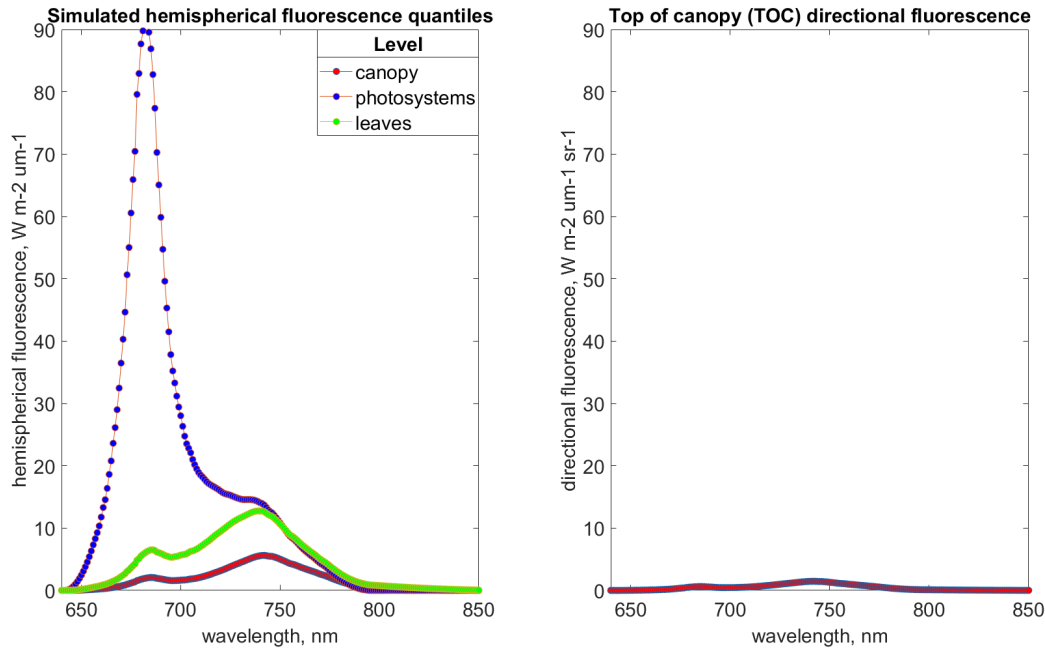 Simulated hemispherical fluorescence quantiles
90
80
70
60
50
40
30
20
10
0
hemispherical fluorescence, W m-2 um-1
Level
canopy
photosystems
leaves
650 700 750 800 850
wavelength, nm
Top of canopy (TOC) directional fluorescence
90
80
70
60
50
40
30
20
10
0
directional fluorescence, W m-2 um-1 sr-1
650 700 750 800 850
wavelength, nm